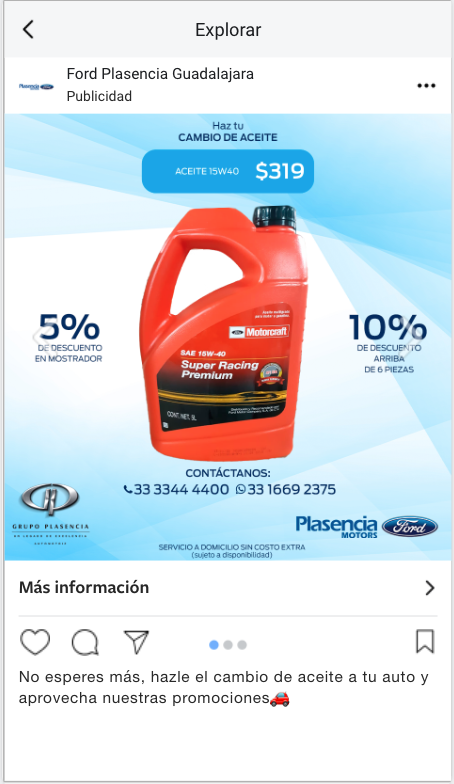 Explorar
Ford Plasencia Guadalajara
Publicidad
Plasencia
Haz tu
CAMBIO DE ACEITE
ACEITE 15W40 $319
5%
DE DESCUENTO
EN MOSTRADOR
10%
DE DESCUENTO
ARRIBA
DE 6 PIEZAS
Ford Motorcraft
SAE 15W-40
Super Racing
Premium
CONT. NET. 5L
CONTÁCTANOS:
33 3344 4400 33 1669 2375
GRUPO PLASENCIA
UN LEGADO DE EXCELENCIA
AUTOMOTRIZ
Plasencia Ford
MOTORS
SERVICIO A DOMICILIO SIN COSTO EXTRA
(sujeto a disponibilidad)
Más información
No esperes más, hazle el cambio de aceite a tu auto y
aprovecha nuestras promociones🚗